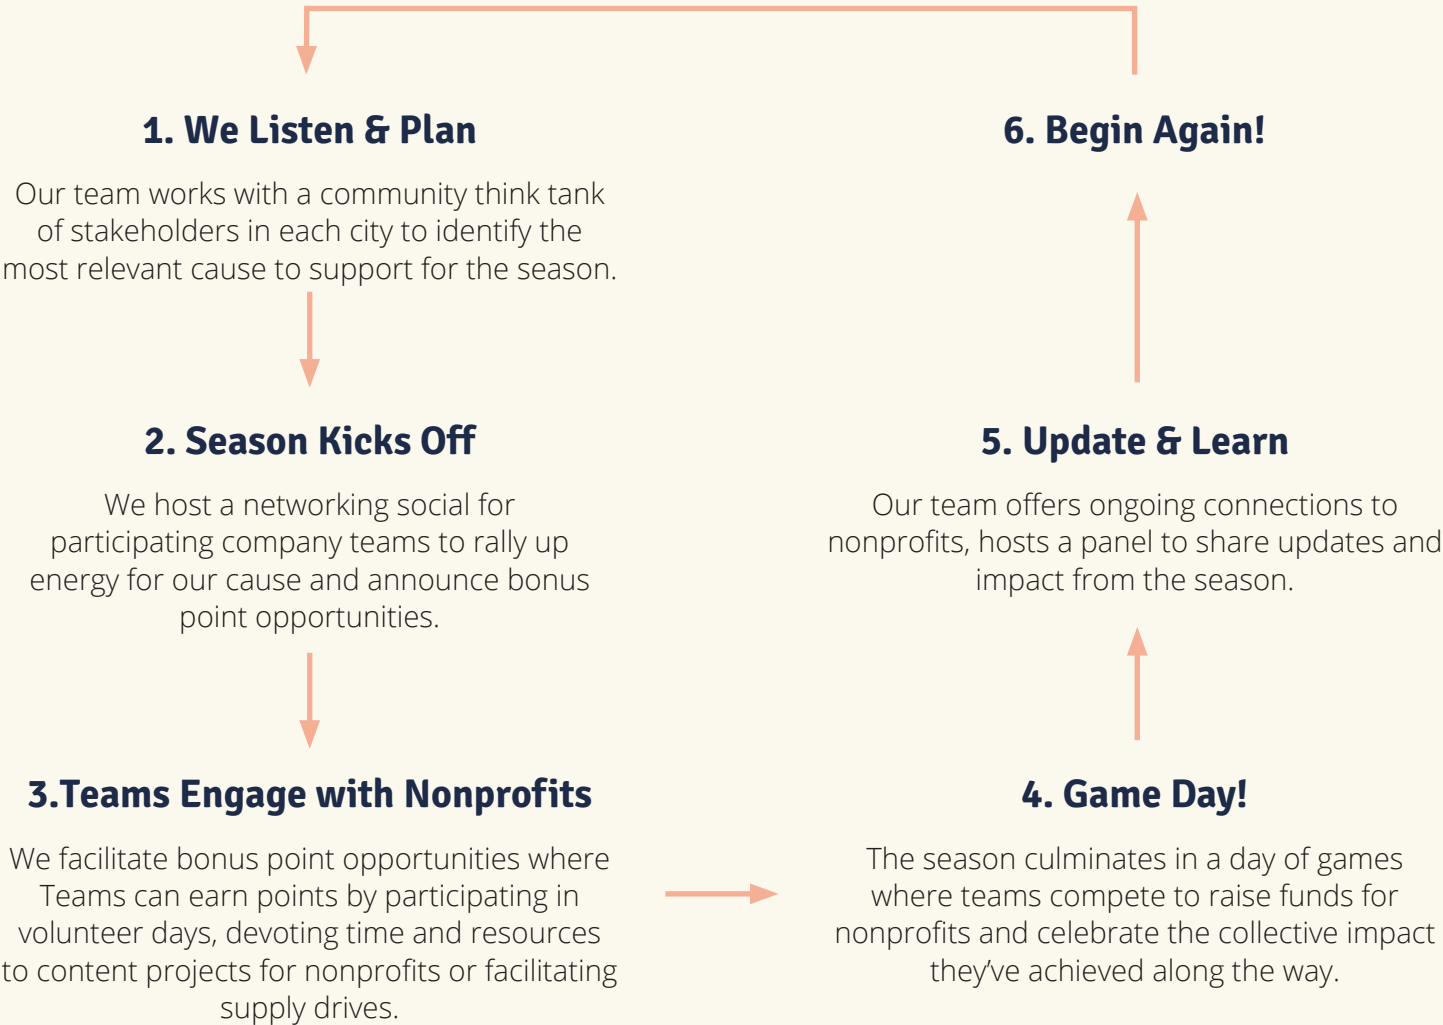 1. We Listen & Plan
Our team works with a community think tank
of stakeholders in each city to identify the
most relevant cause to support for the season.
2. Season Kicks Off
We host a networking social for
participating company teams to rally up
energy for our cause and announce bonus
point opportunities.
3.Teams Engage with Nonprofits
We facilitate bonus point opportunities where
Teams can earn points by participating in
volunteer days, devoting time and resources
to content projects for nonprofits or facilitating
supply drives.
4. Game Day!
The season culminates in a day of games
where teams compete to raise funds for
nonprofits and celebrate the collective impact
they’ve achieved along the way.
5. Update & Learn
Our team offers ongoing connections to
nonprofits, hosts a panel to share updates and
impact from the season.
6. Begin Again!